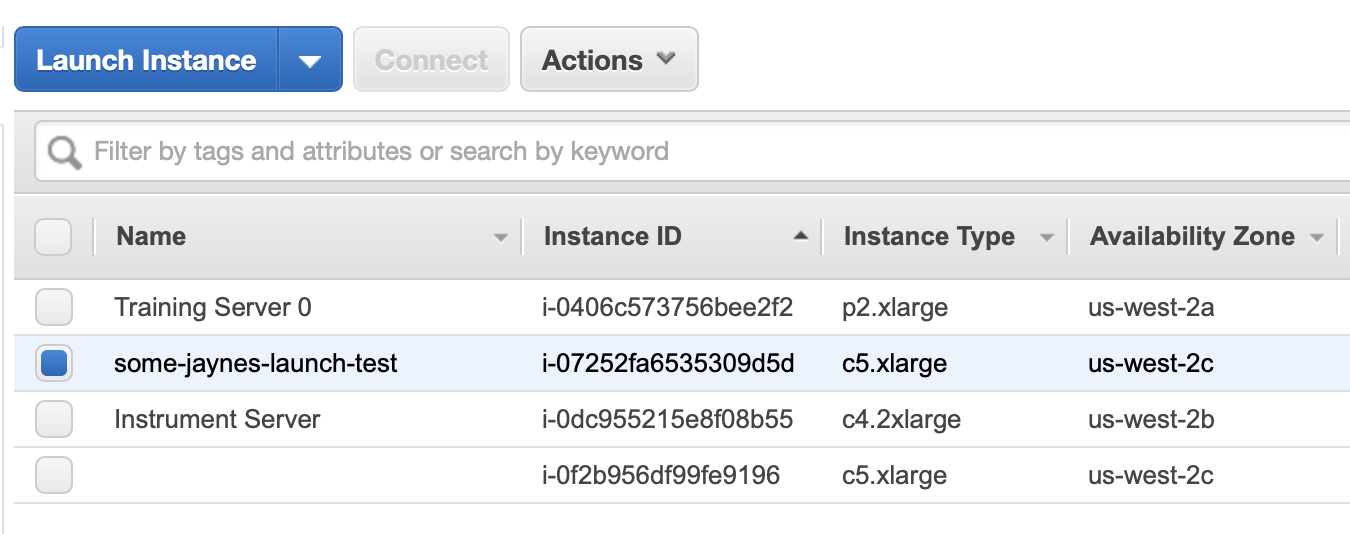 Launch Instance Connect Actions
Filter by tags and attributes or search by keyword
Name Instance ID Instance Type Availability Zone
Training Server 0 i-0406c573756bee2f2 p2.xlarge us-west-2a
some-jaynes-launch-test i-07252fa6535309d5d c5.xlarge us-west-2c
Instrument Server i-0dc955215e8f08b55 c4.2xlarge us-west-2b
i-0f2b956df99fe9196 c5.xlarge us-west-2c